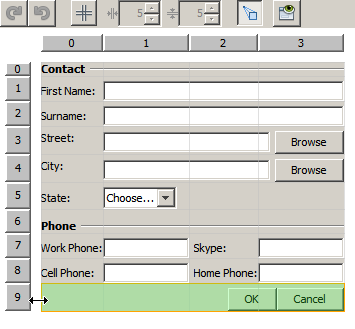 5 5
0 1 2 3
0 Contact
1 First Name:
2 Surname:
3 Street: Browse
4 City: Browse
5 State: Choose...
6
Phone
7 Work Phone: Skype:
8 Cell Phone: Home Phone:
9 OK Cancel